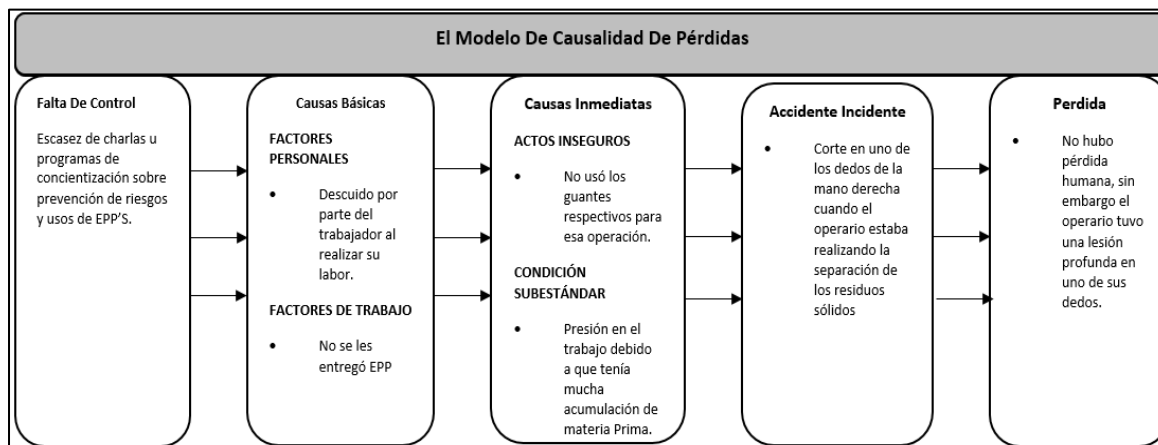 El Modelo De Causalidad De Pérdidas
Falta De Control
Escasez de charlas u
programas de
concientización sobre
prevención de riesgos
y usos de EPP'S.
Causas Básicas
FACTORES
PERSONALES
• Descuido por
parte del
trabajador al
realizar su
labor.
FACTORES DE TRABAJO
• No se les
entregó EPP
Causas Inmediatas
ACTOS INSEGUROS
• No usó los
guantes
respectivos para
esa operación.
CONDICIÓN
SUBESTÁNDAR
• Presión en el
trabajo debido
a que tenía
mucha
acumulación de
materia Prima.
Accidente Incidente
• Corte en uno de
los dedos de la
mano derecha
cuando el
operario estaba
realizando la
separación de
los residuos
sólidos
Perdida
• No hubo
pérdida
humana, sin
embargo el
operario tuvo
una lesión
profunda en
uno de sus
dedos.